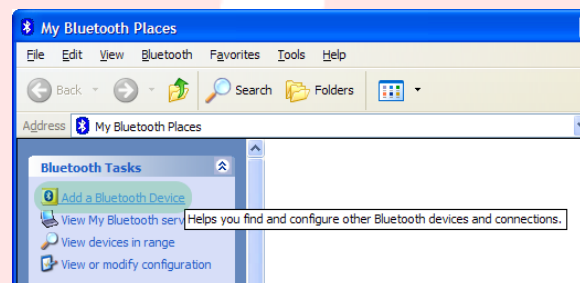 My Bluetooth Places
File Edit View Bluetooth Favorites Tools Help
Back Search Folders
Address My Bluetooth Places
Bluetooth Tasks
Add a Bluetooth Device
View My Bluetooth serv
Helps you find and configure other Bluetooth devices and connections.
View devices in range
View or modify configuration